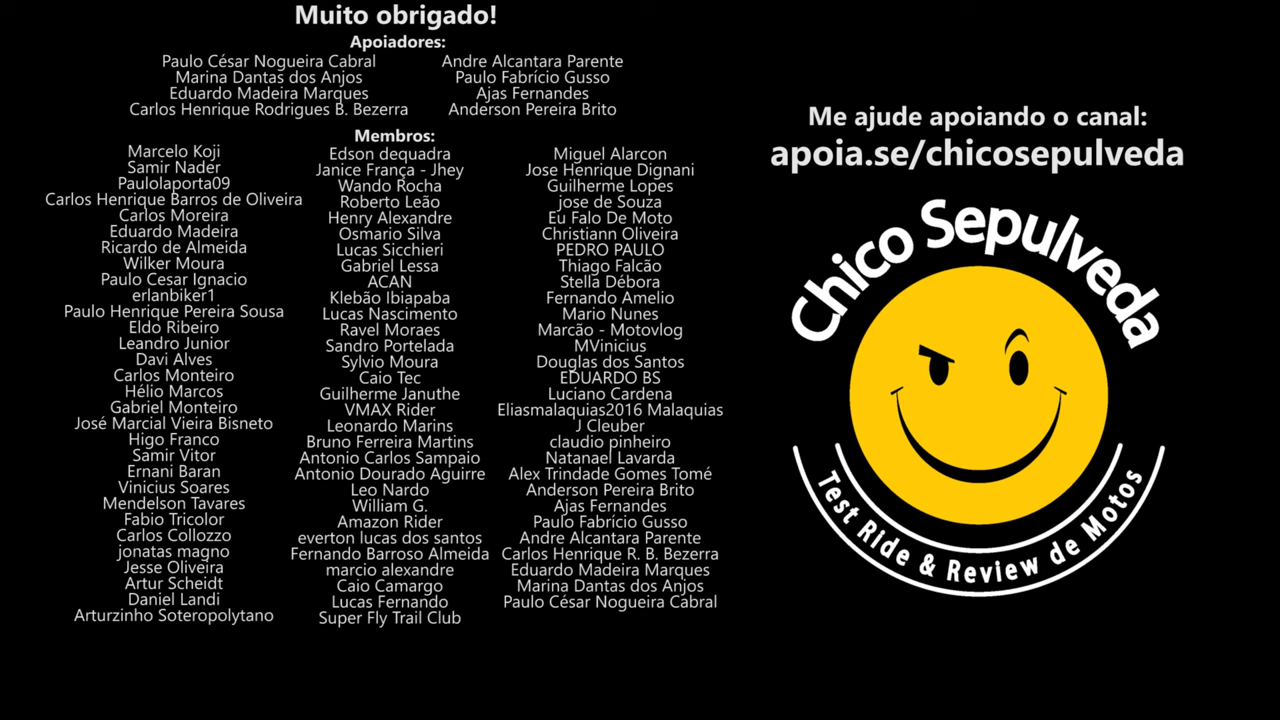 Muito obrigado!
Apoiadores:
Paulo César Nogueira Cabral
Marina Dantas dos Anjos
Eduardo Madeira Marques
Carlos Henrique Rodrigues B. Bezerra
Andre Alcantara Parente
Paulo Fabrício Gusso
Ajas Fernandes
Anderson Pereira Brito
Membros:
Marcelo Koji
Samir Nader
Paulolaporta09
Carlos Henrique Barros de Oliveira
Carlos Moreira
Eduardo Madeira
Ricardo de Almeida
Wilker Moura
Paulo Cesar Ignacio
erlanbiker1
Paulo Henrique Pereira Sousa
Eldo Ribeiro
Leandro Junior
Davi Alves
Carlos Monteiro
Hélio Marcos
Gabriel Monteiro
José Marcial Vieira Bisneto
Higo Franco
Samir Vitor
Ernani Baran
Vinicius Soares
Mendelson Tavares
Fabio Tricolor
Carlos Collozzo
jonatas magno
Jesse Oliveira
Artur Scheidt
Daniel Landi
Arturzinho Soteropolytano
Edson dequadra
Janice França - Jhey
Wando Rocha
Roberto Leão
Henry Alexandre
Osmario Silva
Lucas Sicchieri
Gabriel Lessa
ACAN
Klebão Ibiapaba
Lucas Nascimento
Ravel Moraes
Sandro Portelada
Sylvio Moura
Caio Tec
Guilherme Januthe
VMAX Rider
Leonardo Marins
Bruno Ferreira Martins
Antonio Carlos Sampaio
Antonio Dourado Aguirre
Leo Nardo
William G.
Amazon Rider
everton lucas dos santos
Fernando Barroso Almeida
marcio alexandre
Caio Camargo
Lucas Fernando
Super Fly Trail Club
Miguel Alarcon
Jose Henrique Dignani
Guilherme Lopes
jose de Souza
Eu Falo De Moto
Christiann Oliveira
PEDRO PAULO
Thiago Falcão
Stella Débora
Fernando Amelio
Mario Nunes
Marcão - Motovlog
MVinicius
Douglas dos Santos
EDUARDO BS
Luciano Cardena
Eliasmalaquias2016 Malaquias
J Cleuber
claudio pinheiro
Natanael Lavarda
Alex Trindade Gomes Tomé
Anderson Pereira Brito
Ajas Fernandes
Paulo Fabrício Gusso
Andre Alcantara Parente
Carlos Henrique R. B. Bezerra
Eduardo Madeira Marques
Marina Dantas dos Anjos
Paulo César Nogueira Cabral
Me ajude apoiando o canal:
apoia.se/chicosepulveda
Chico Sepulveda
Test Ride & Review de Motos